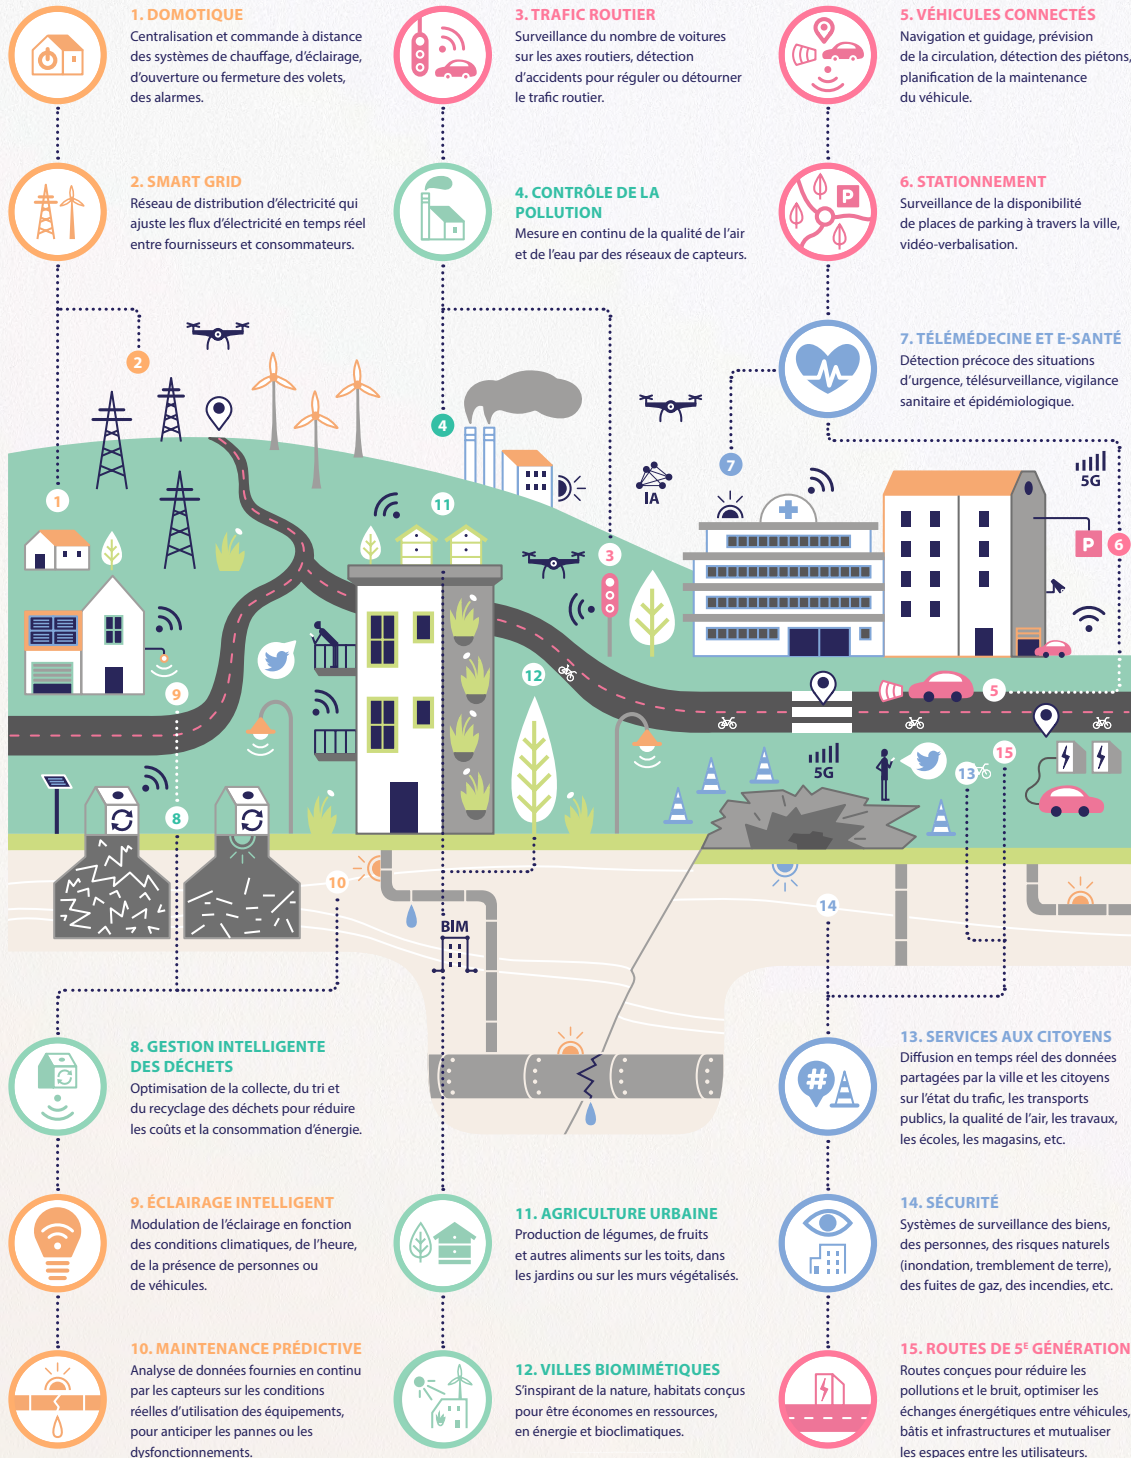 1. DOMOTIQUE
Centralisation et commande à distance
des systèmes de chauffage, d’éclairage,
d’ouverture ou fermeture des volets,
des alarmes.
2. SMART GRID
Réseau de distribution d’électricité qui
ajuste les flux d’électricité en temps réel
entre fournisseurs et consommateurs.
3. TRAFIC ROUTIER
Surveillance du nombre de voitures
sur les axes routiers, détection
d’accidents pour réguler ou détourner
le trafic routier.
4. CONTRÔLE DE LA
POLLUTION
Mesure en continu de la qualité de l’air
et de l’eau par des réseaux de capteurs.
5. VÉHICULES CONNECTÉS
Navigation et guidage, prévision
de la circulation, détection des piétons,
planification de la maintenance
du véhicule.
6. STATIONNEMENT
Surveillance de la disponibilité
de places de parking à travers la ville,
vidéo-verbalisation.
P
7. TÉLÉMÉDECINE ET E-SANTÉ
Détection précoce des situations
d’urgence, télésurveillance, vigilance
sanitaire et épidémiologique.
2
4
7
1
11
IA
5G
3
P
6
9
12
5
5G
13
15
8
10
14
BIM
8. GESTION INTELLIGENTE
DES DÉCHETS
Optimisation de la collecte, du tri et
du recyclage des déchets pour réduire
les coûts et la consommation d’énergie.
9. ÉCLAIRAGE INTELLIGENT
Modulation de l’éclairage en fonction
des conditions climatiques, de l’heure,
de la présence de personnes ou
de véhicules.
10. MAINTENANCE PRÉDICTIVE
Analyse de données fournies en continu
par les capteurs sur les conditions
réelles d’utilisation des équipements,
pour anticiper les pannes ou les
dysfonctionnements.
11. AGRICULTURE URBAINE
Production de légumes, de fruits
et autres aliments sur les toits, dans
les jardins ou sur les murs végétalisés.
12. VILLES BIOMIMÉTIQUES
S’inspirant de la nature, habitats conçus
pour être économes en ressources,
en énergie et bioclimatiques.
#
13. SERVICES AUX CITOYENS
Diffusion en temps réel des données
partagées par la ville et les citoyens
sur l’état du trafic, les transports
publics, la qualité de l’air, les travaux,
les écoles, les magasins, etc.
14. SÉCURITÉ
Systèmes de surveillance des biens,
des personnes, des risques naturels
(inondation, tremblement de terre),
des fuites de gaz, des incendies, etc.
15. ROUTES DE 5E GÉNÉRATION
Routes conçues pour réduire les
pollutions et le bruit, optimiser les
échanges énergétiques entre véhicules,
bâtis et infrastructures et mutualiser
les espaces entre les utilisateurs.